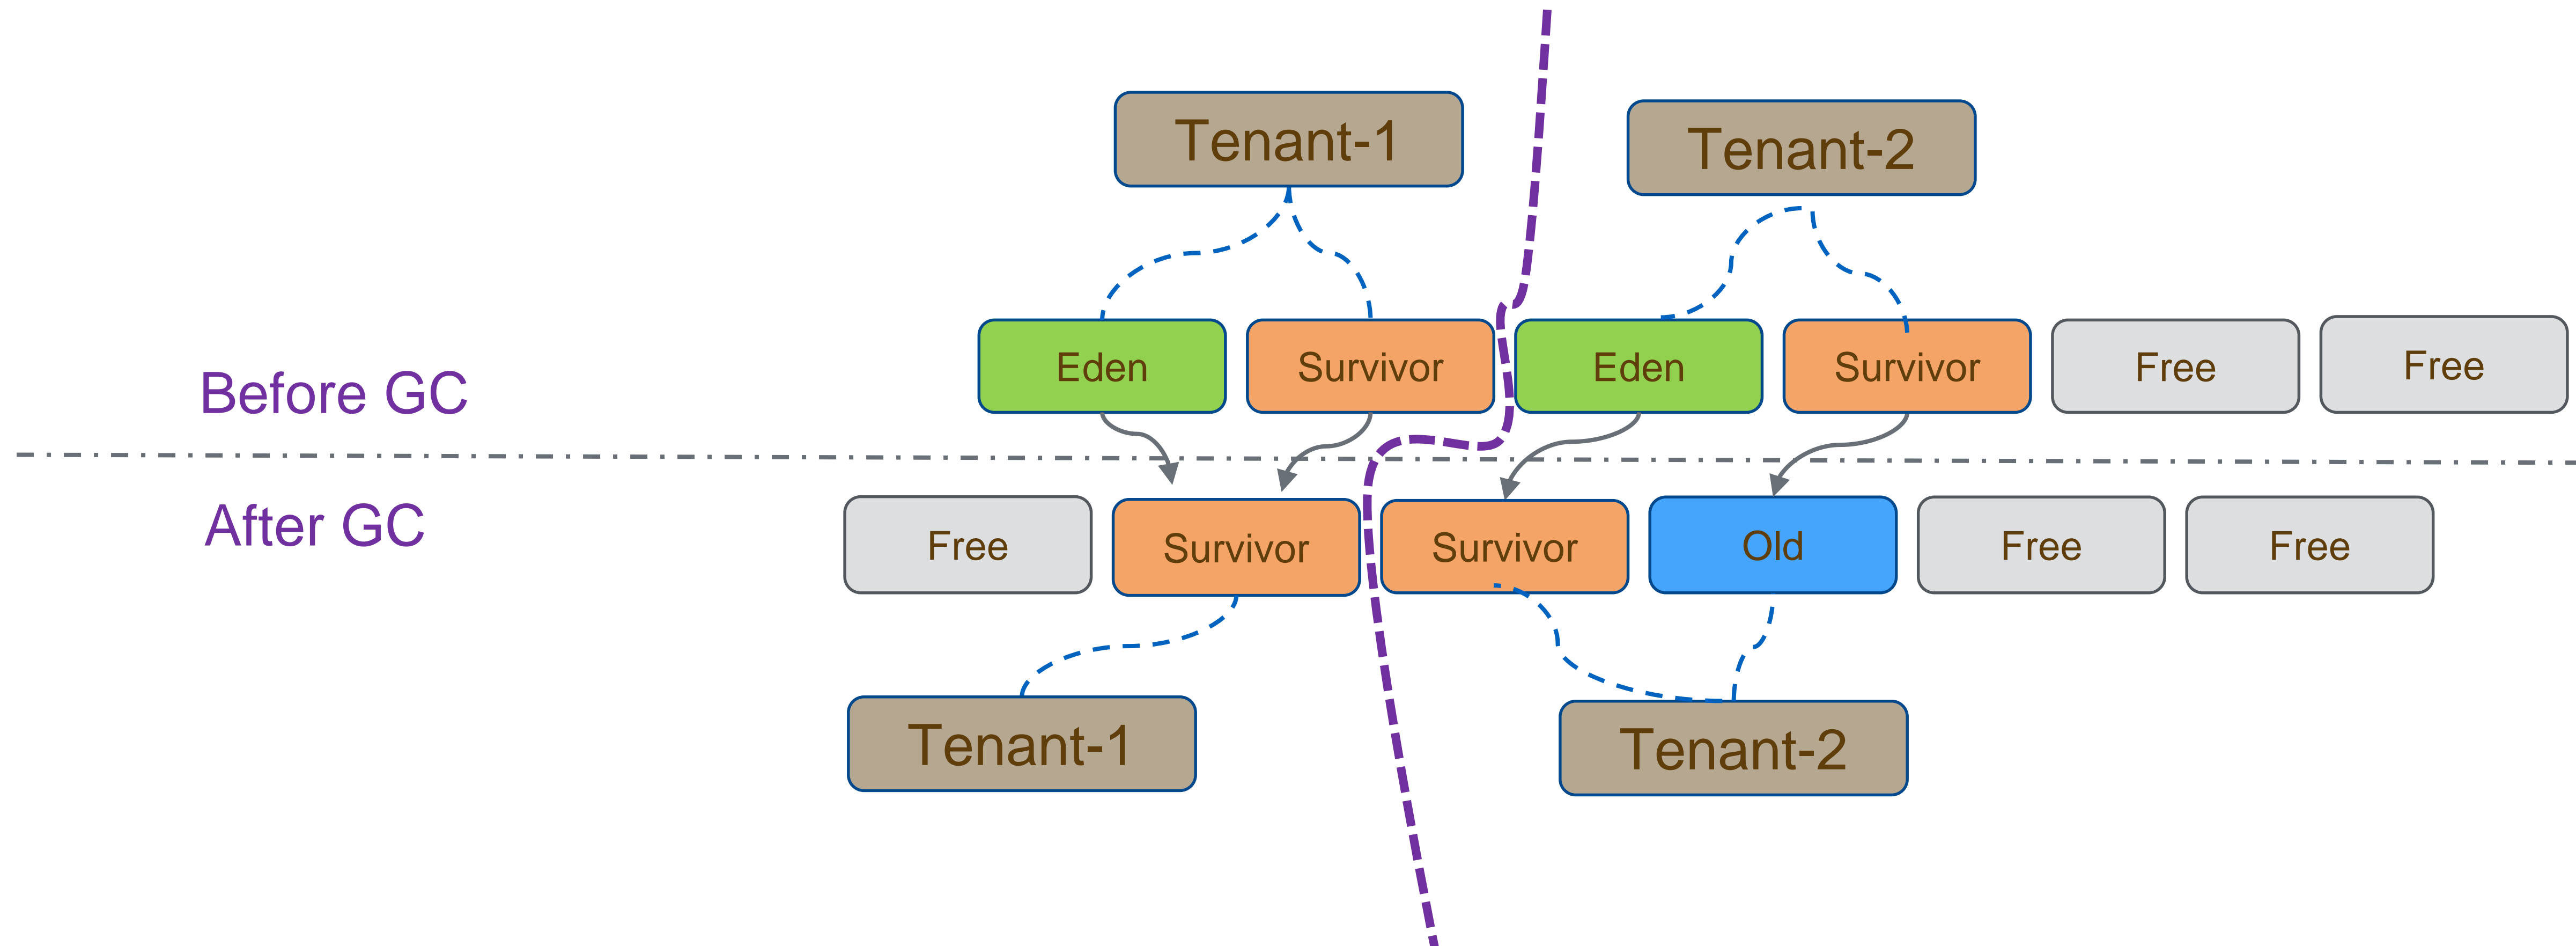 Tenant-1
Tenant-2
Eden
Survivor
Eden
Survivor
Free
Free
Before GC
After GC
Free
Survivor
Survivor
Old
Free
Free
Tenant-1
Tenant-2